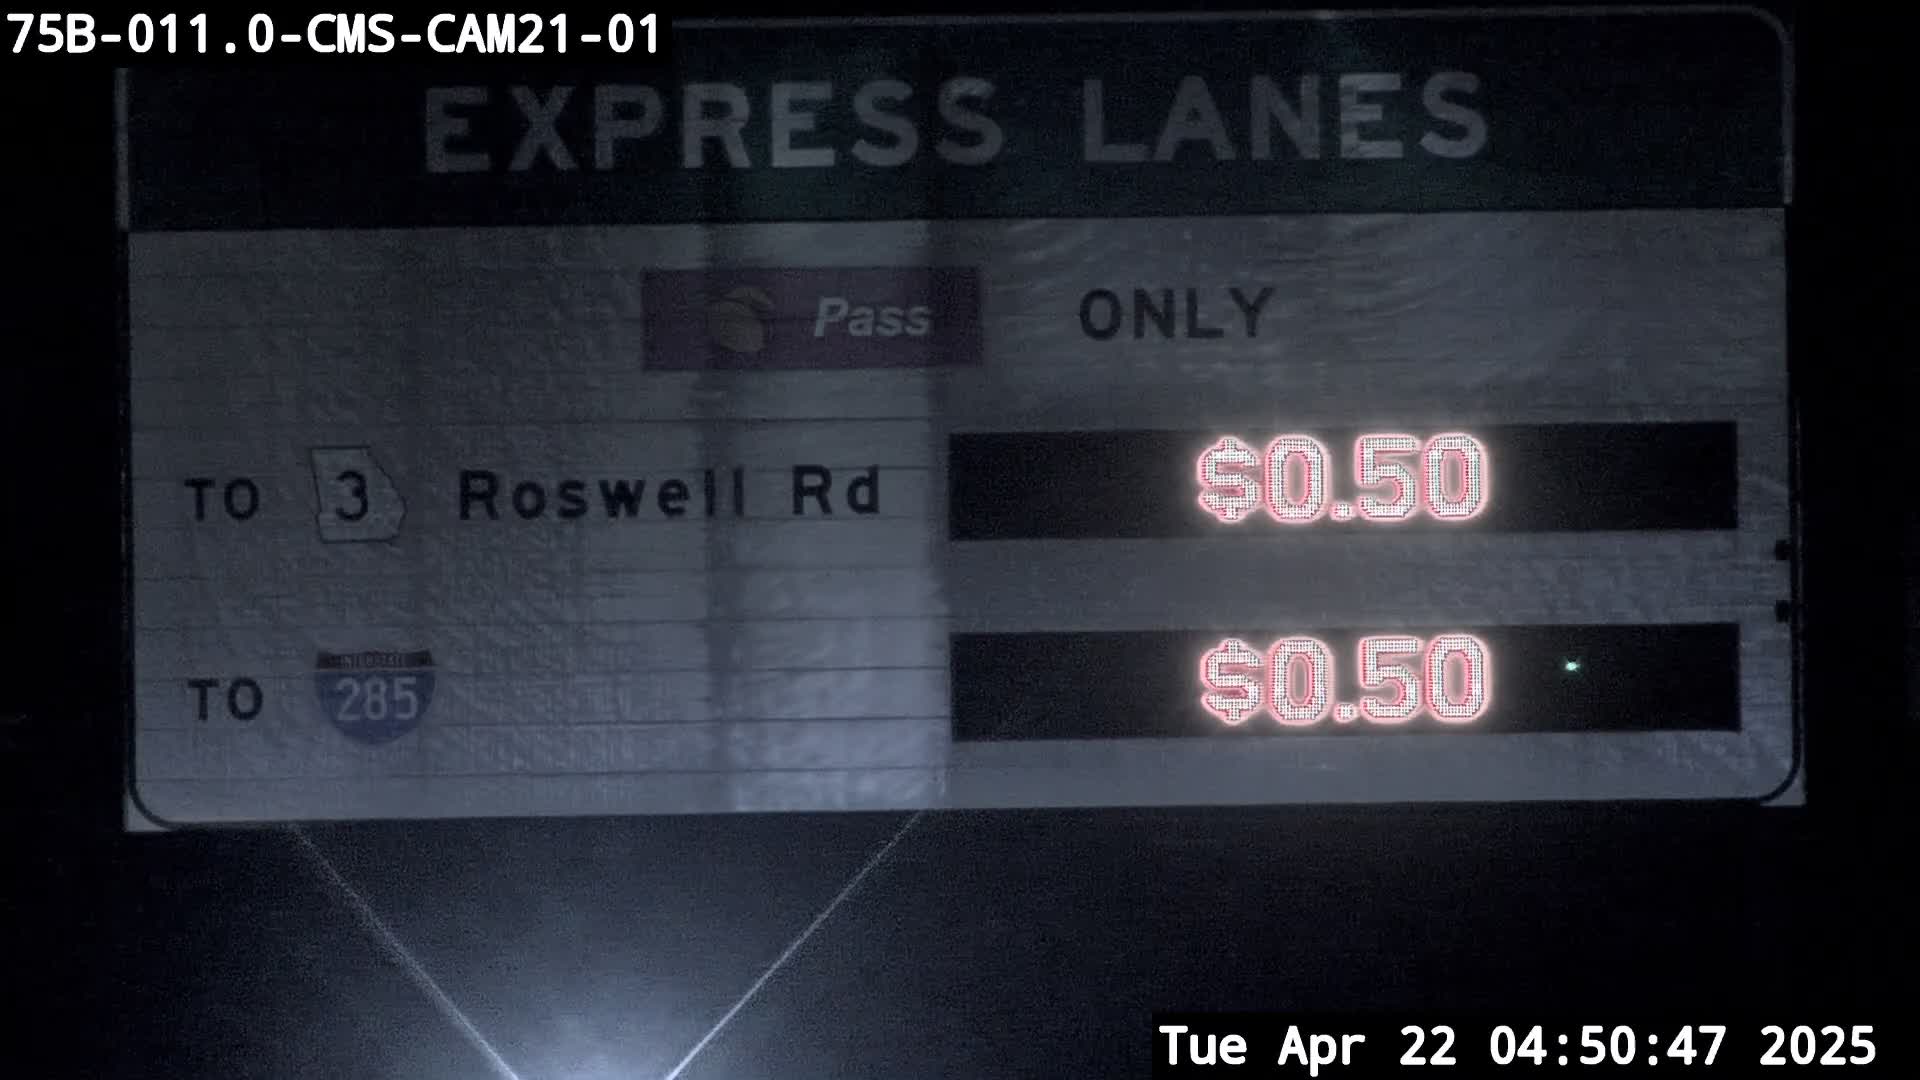 75B-011.0-CMS-CAM21-01
EXPRESS LANES
Pass ONLY
TO 3 Roswell Rd $0.50
TO INTERSTATE 285 $0.50
Tue Apr 22 04:50:47 2025